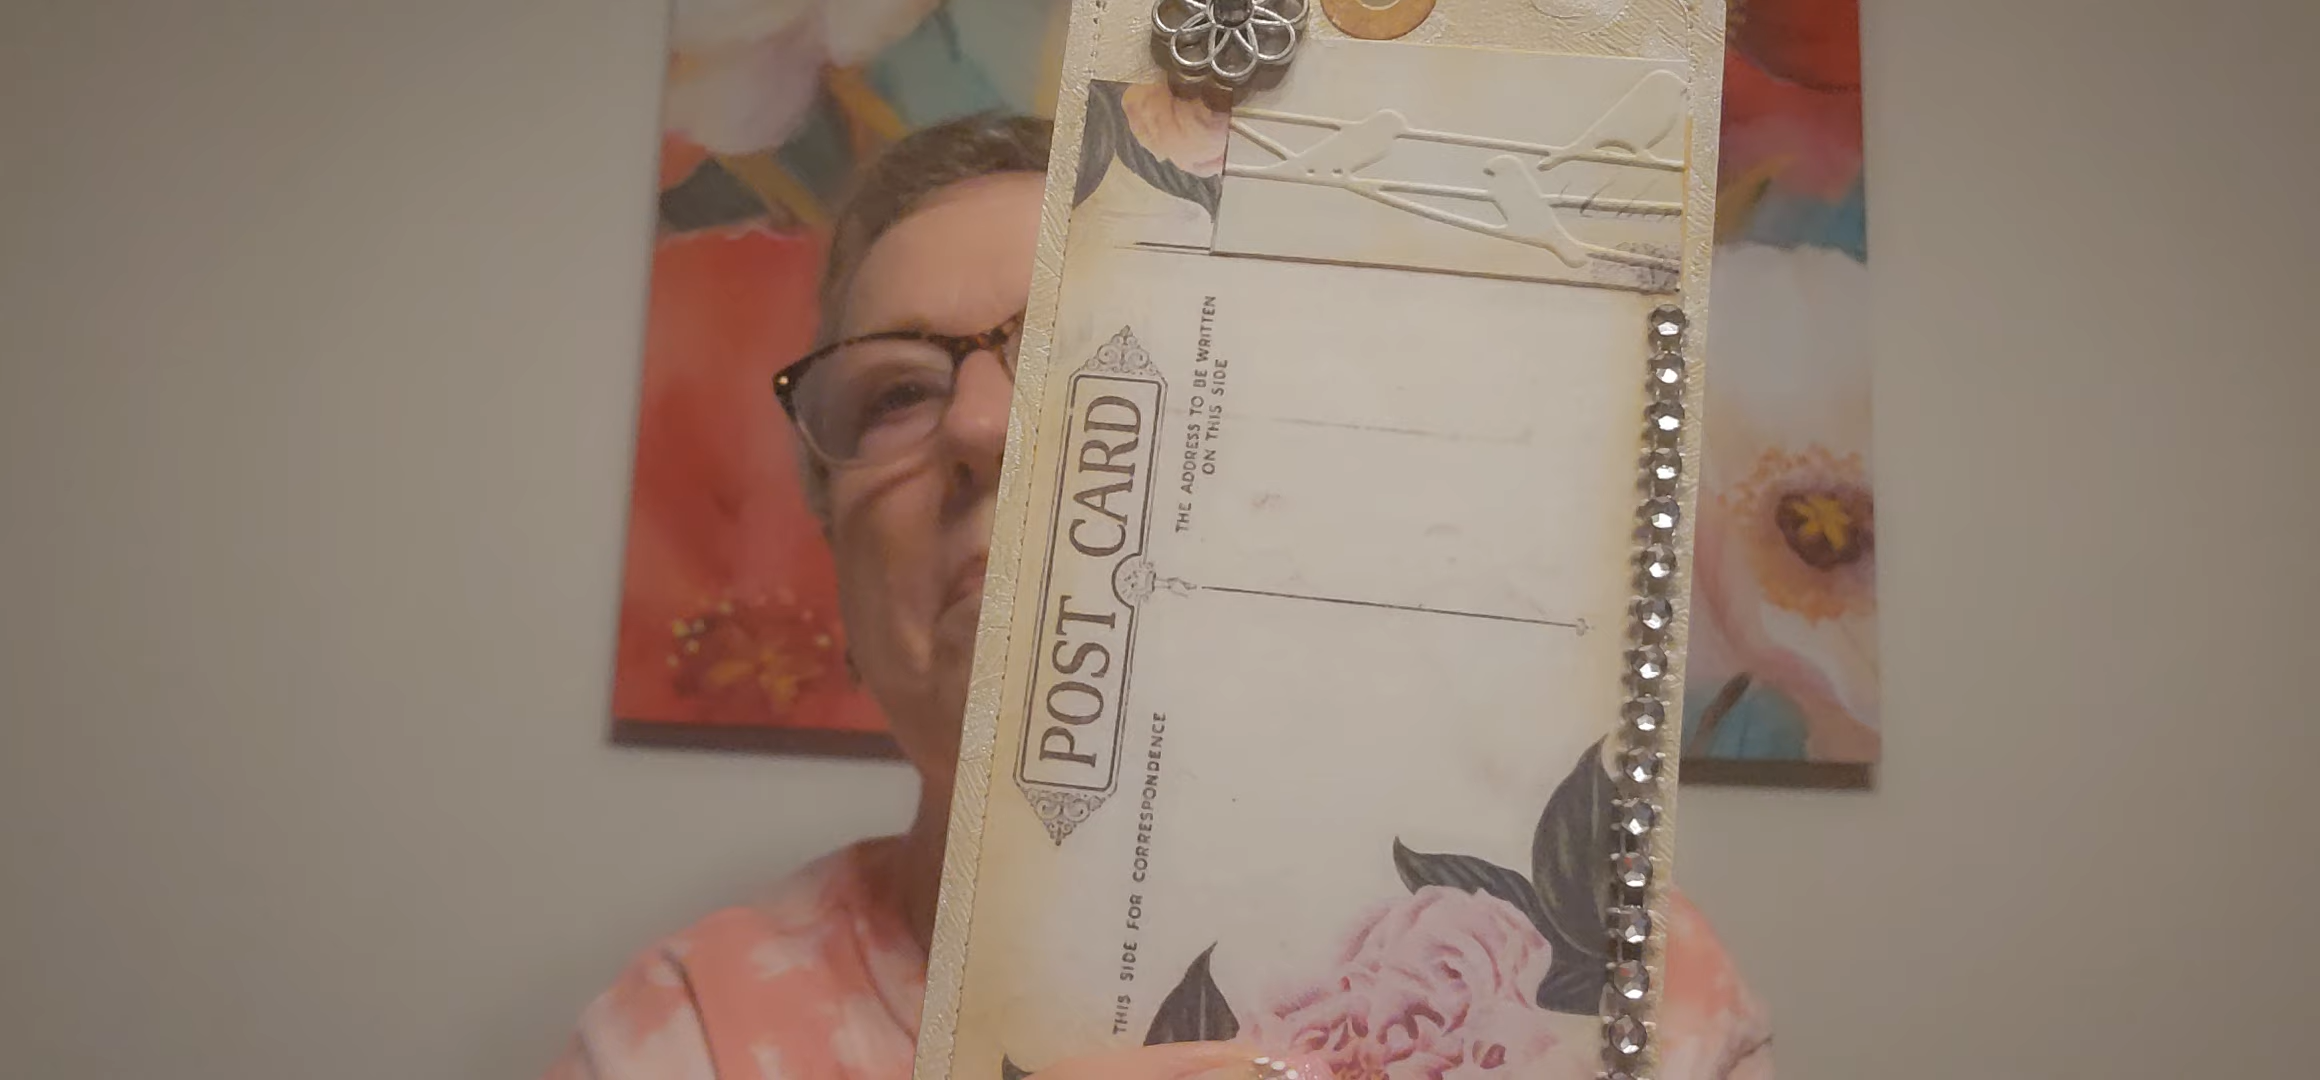 POST CARD
THE ADDRESS TO BE WRITTEN
ON THIS SIDE
THIS SIDE FOR CORRESPONDENCE